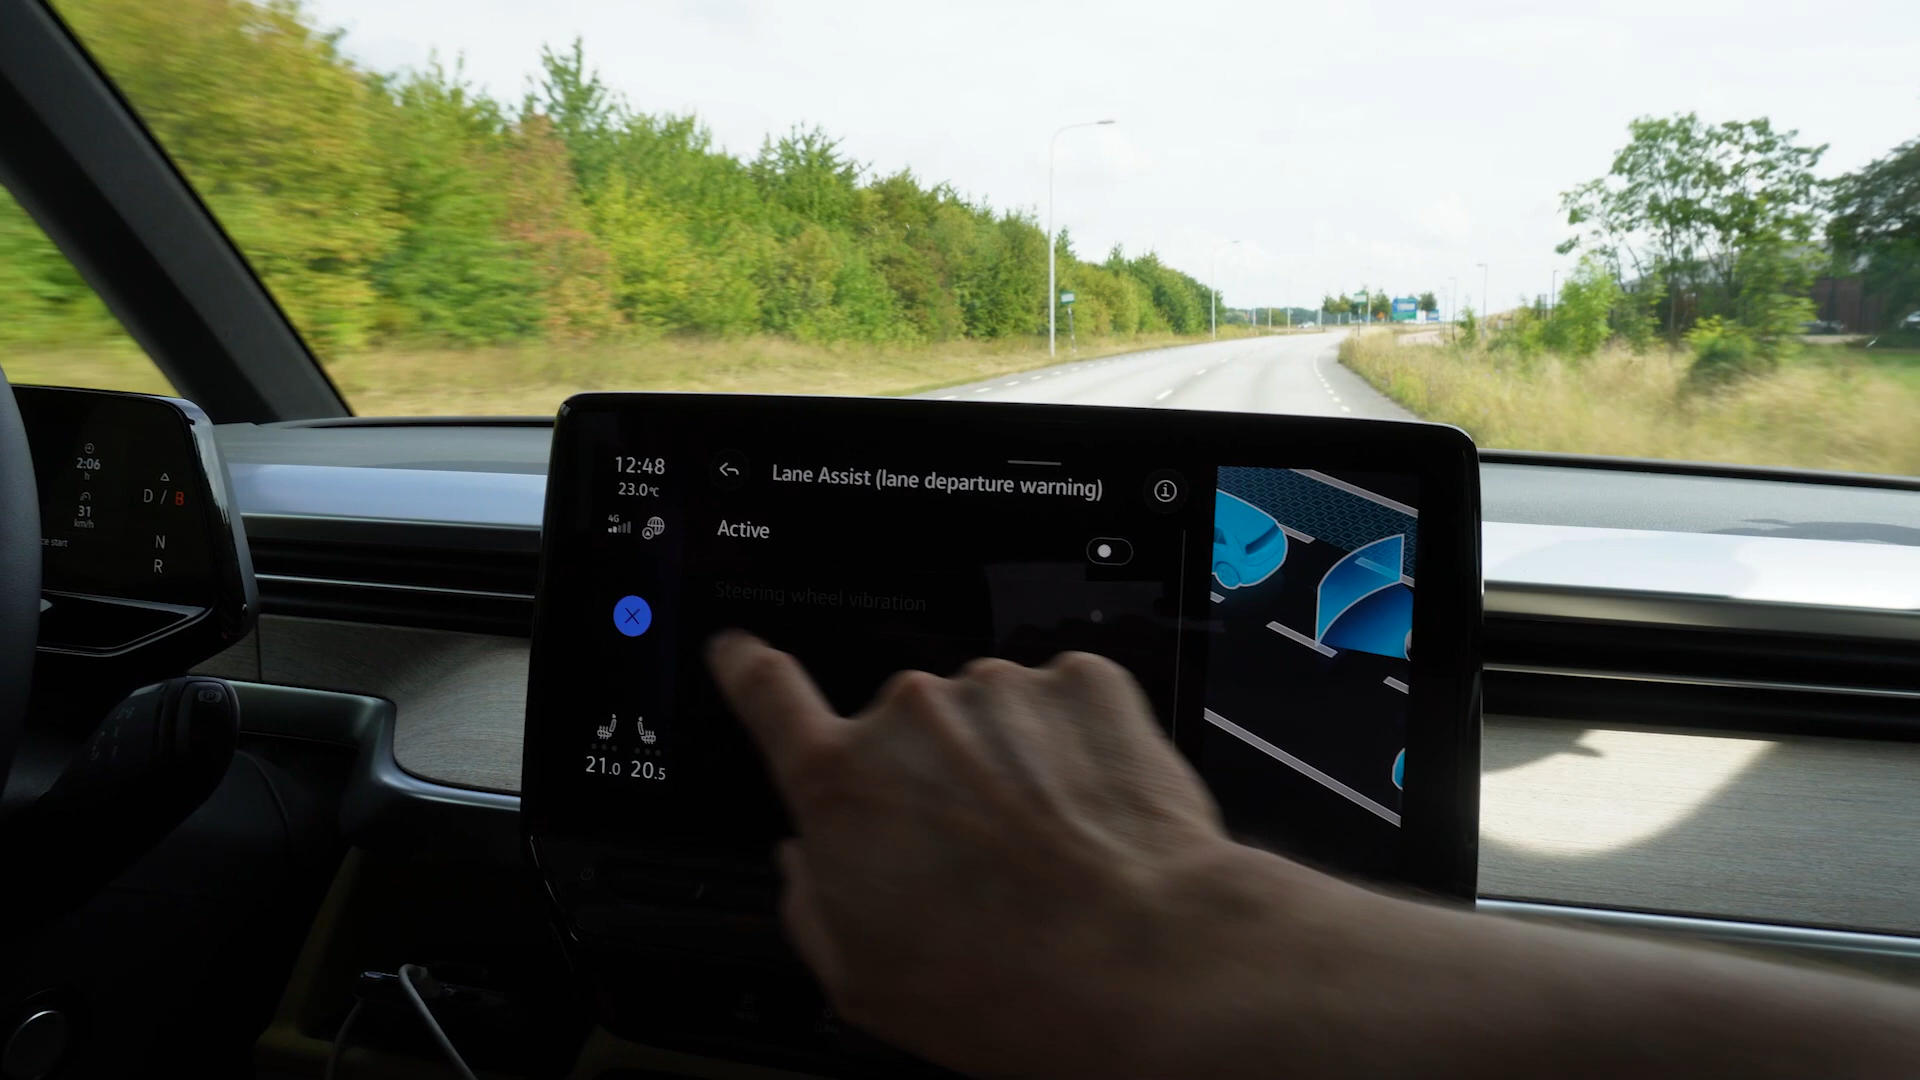 2:06
h
31
km/h
D / B
N
R
12:48
23.0°C
4G
Lane Assist (lane departure warning)
Active
Steering wheel vibration
21.0 20.5